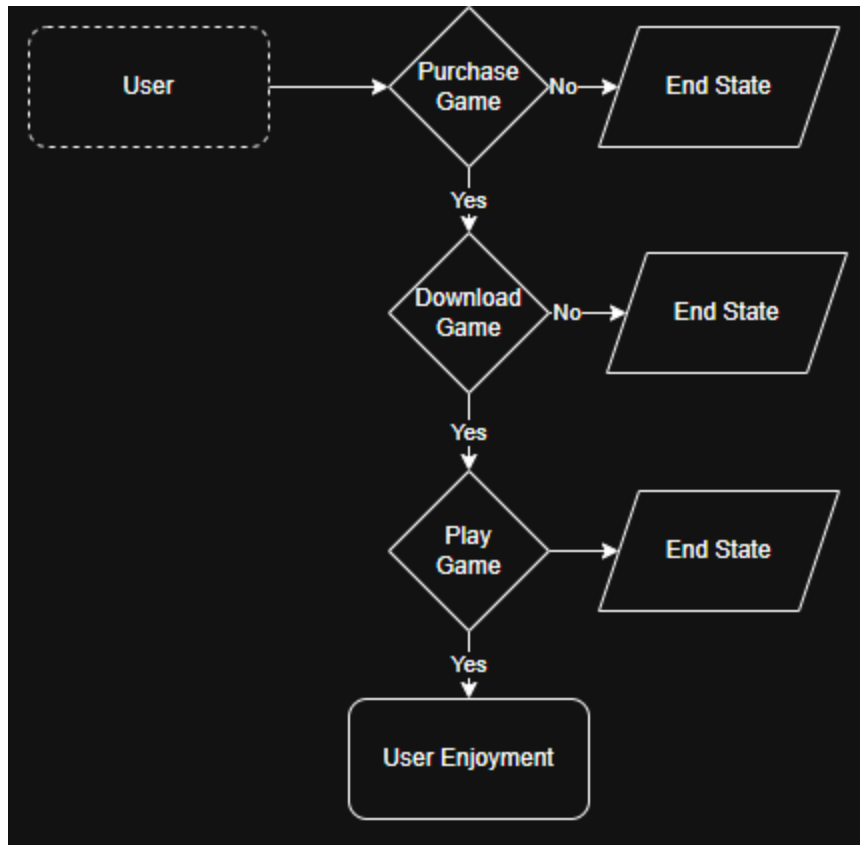 User
Purchase
Game
No
End State
Yes
Download
Game
No
End State
Yes
Play
Game
End State
Yes
User Enjoyment